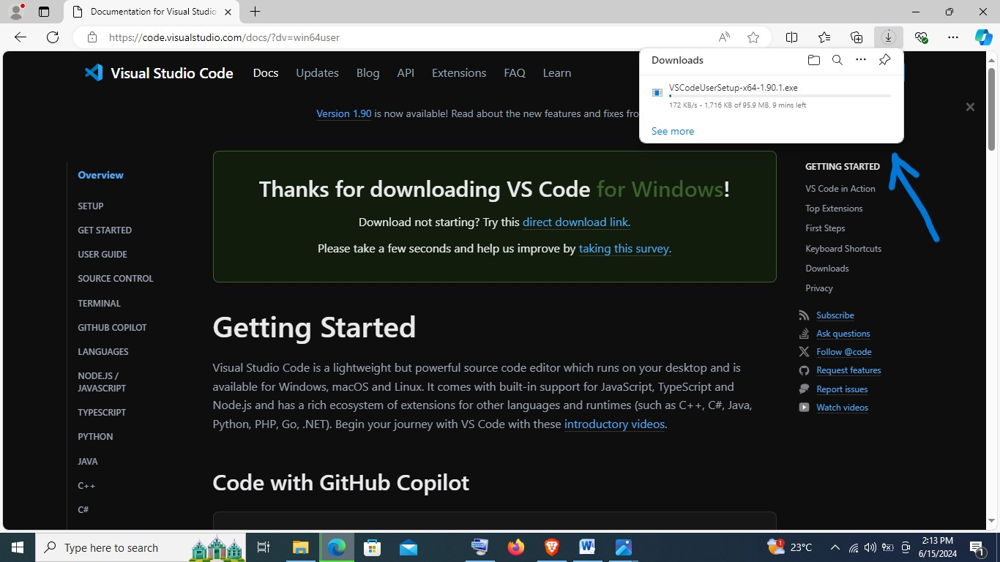 Documentation for Visual Studio
https://code.visualstudio.com/docs/?dv=win64user
Downloads
VSCodeUserSetup-x64-1.90.1.exe
172 KB/s - 1,716 KB of 95.9 MB, 9 mins left
See more
Visual Studio Code
Docs
Updates
Blog
API
Extensions
FAQ
Learn
Version 1.90 is now available! Read about the new features and fixes fro
Overview
SETUP
GET STARTED
USER GUIDE
SOURCE CONTROL
TERMINAL
GITHUB COPILOT
LANGUAGES
NODE.JS /
JAVASCRIPT
TYPESCRIPT
PYTHON
JAVA
C++
C#
Thanks for downloading VS Code for Windows!
Download not starting? Try this direct download link.
Please take a few seconds and help us improve by taking this survey.
Getting Started
Visual Studio Code is a lightweight but powerful source code editor which runs on your desktop and is
available for Windows, macOS and Linux. It comes with built-in support for JavaScript, TypeScript and
Node.js and has a rich ecosystem of extensions for other languages and runtimes (such as C++, C#, Java,
Python, PHP, Go, .NET). Begin your journey with VS Code with these introductory videos.
Code with GitHub Copilot
GETTING STARTED
VS Code in Action
Top Extensions
First Steps
Keyboard Shortcuts
Downloads
Privacy
Subscribe
Ask questions
Follow @code
Request features
Report issues
Watch videos
Type here to search
1
23°C
2:13 PM
6/15/2024
1